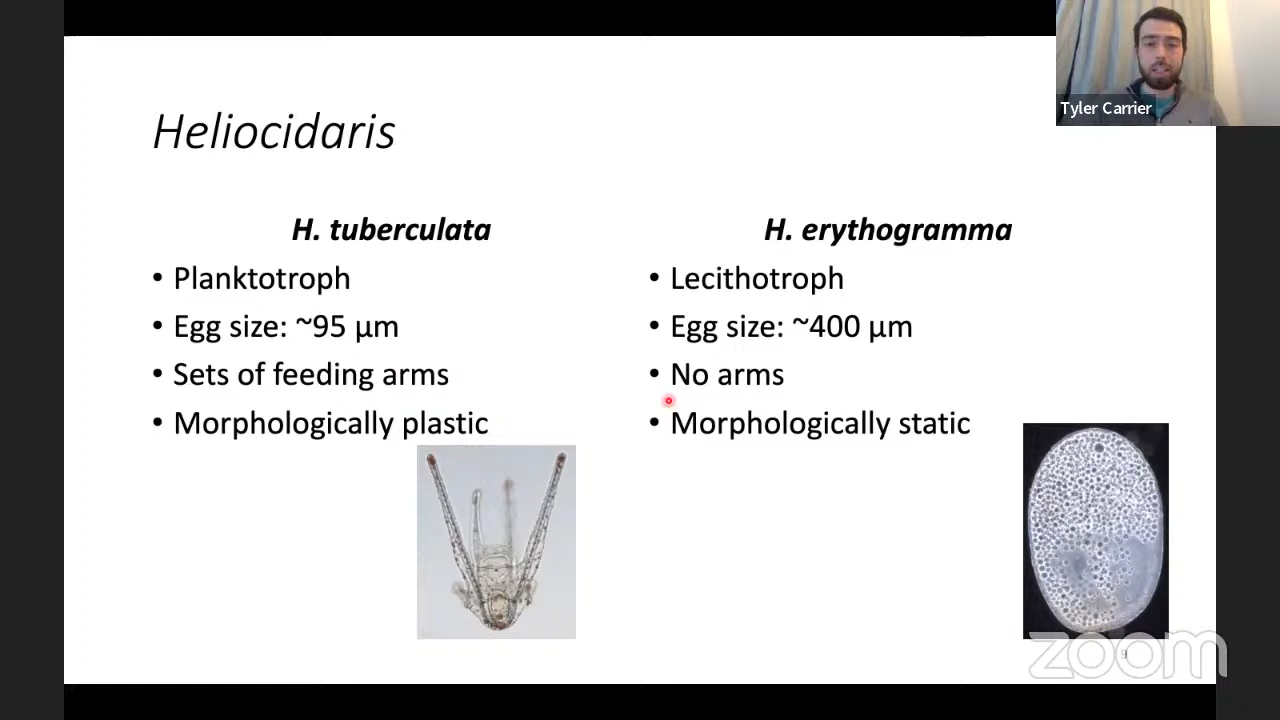 Tyler Carrier
Heliocidaris
H. tuberculata
• Planktotroph
• Egg size: ~95 µm
• Sets of feeding arms
• Morphologically plastic
H. erythogramma
• Lecithotroph
• Egg size: ~400 µm
• No arms
• Morphologically static
9
zoom